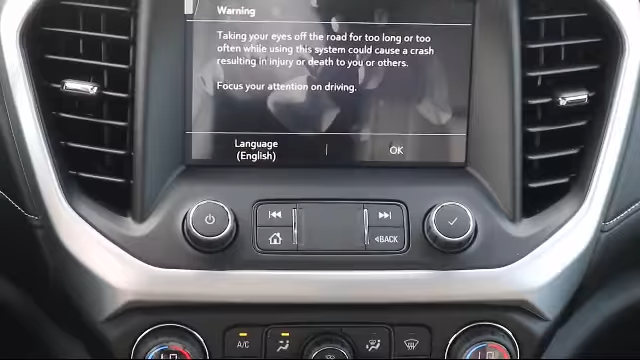 Warning
Taking your eyes off the road for too long or too
often while using this system could cause a crash
resulting in injury or death to you or others.
Focus your attention on driving.
Language
(English)
OK
BACK
A/C
LO